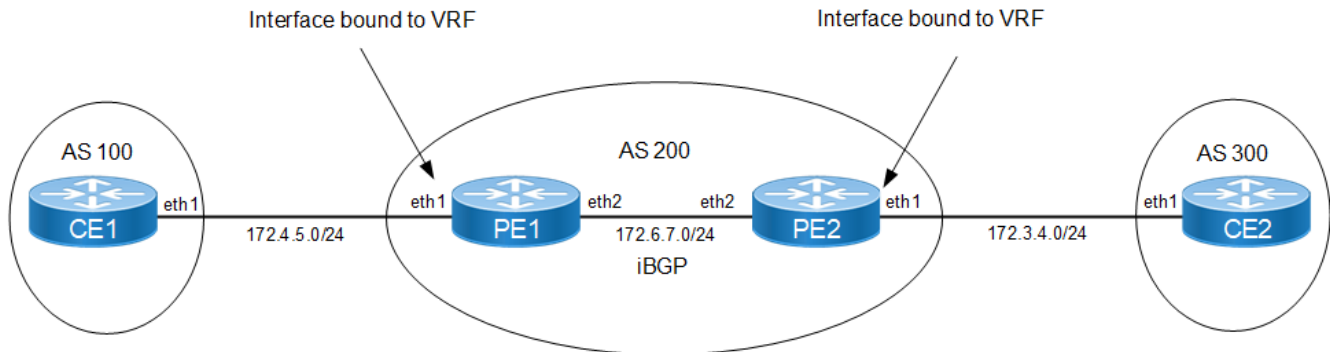 Interface bound to VRF
Interface bound to VRF
AS 100
AS 200
AS 300
eth1
eth1
eth2
eth2
eth1
eth1
CE1
PE1
PE2
CE2
172.4.5.0/24
172.6.7.0/24
172.3.4.0/24
iBGP